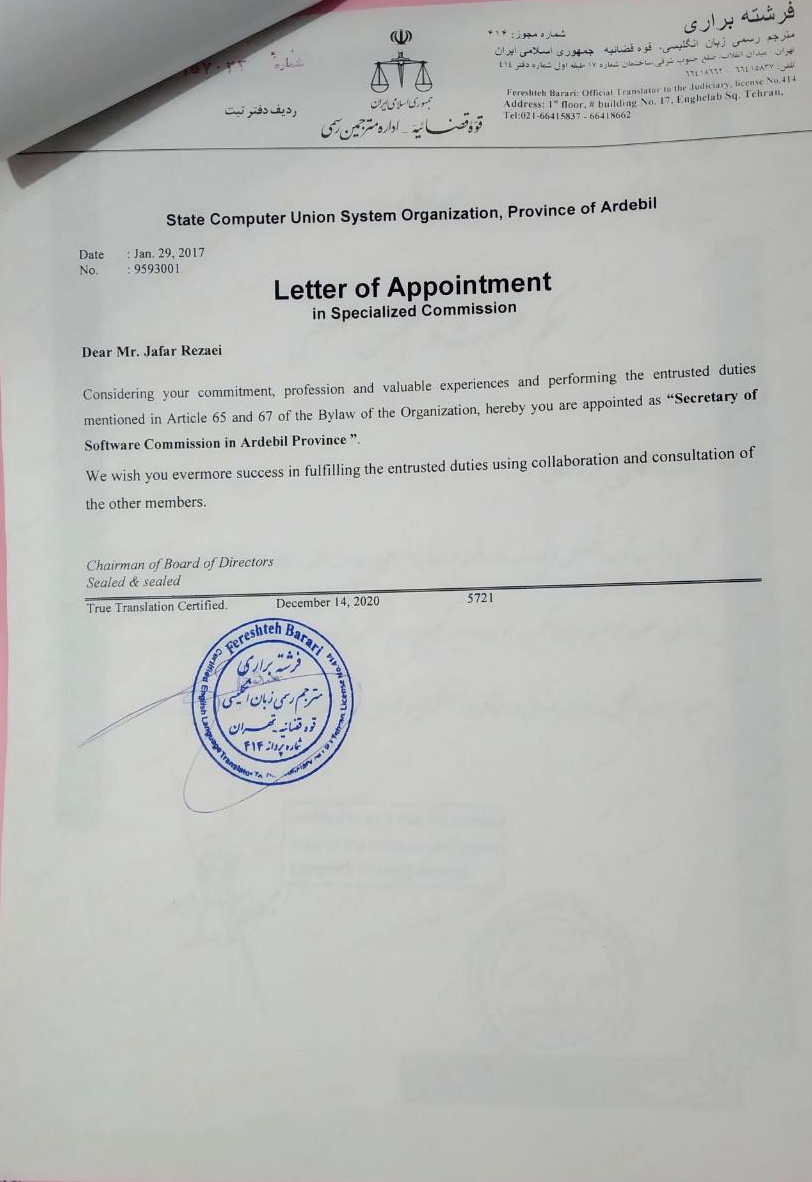 فرشته براری
شماره مجوز: ۴۱۴
مترجم رسمی زبان انگلیسی، قوه قضائیه جمهوری اسلامی ایران
تهران میدان انقلاب، ضلع جنوب شرقی، ساختمان شماره ۱۷ طبقه اول شماره دفتر ٤١٤
تلفن: ٦٦٤١٥٨٣٧ - ٦٦٤١٨٦٦٢
Fereshteh Barari: Official Translator to the Judiciary, license No.414
Address: 1st floor, # building No. 17, Enghelab Sq. Tehran,
Tel:021-66415837 - 66418662
جمهوری اسلامی ایران
قوّه قضائیه - اداره مترجمین رسمی
شماره
ردیف دفتر ثبت
State Computer Union System Organization, Province of Ardebil
Date : Jan. 29, 2017
No. : 9593001
Letter of Appointment
in Specialized Commission
Dear Mr. Jafar Rezaei
Considering your commitment, profession and valuable experiences and performing the entrusted duties
mentioned in Article 65 and 67 of the Bylaw of the Organization, hereby you are appointed as “Secretary of
Software Commission in Ardebil Province ”.
We wish you evermore success in fulfilling the entrusted duties using collaboration and consultation of
the other members.
Chairman of Board of Directors
Sealed & sealed
True Translation Certified. December 14, 2020 5721
Fereshteh Barari
Certified English Language Translator
License No.414
فرشته براری
مترجم رسمی زبان انگلیسی
قوه قضائیه تهران
شماره پروانه ۴۱۴